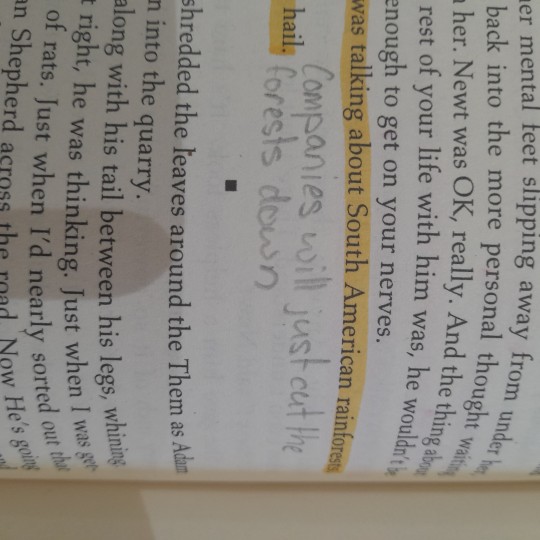 mental feet slipping away from under her,
back into the more personal thought waiting
her. Newt was OK, really. And the thing about
rest of your life with him was, he wouldn't be
enough to get on your nerves.
was talking about South American rainforests
hail.
Companies will just cut the
forests down
shredded the leaves around the Them as Adam
into the quarry.
along with his tail between his legs, whining.
right, he was thinking. Just when I was get-
of rats. Just when I'd nearly sorted out that
Shepherd across the road. Now He's going